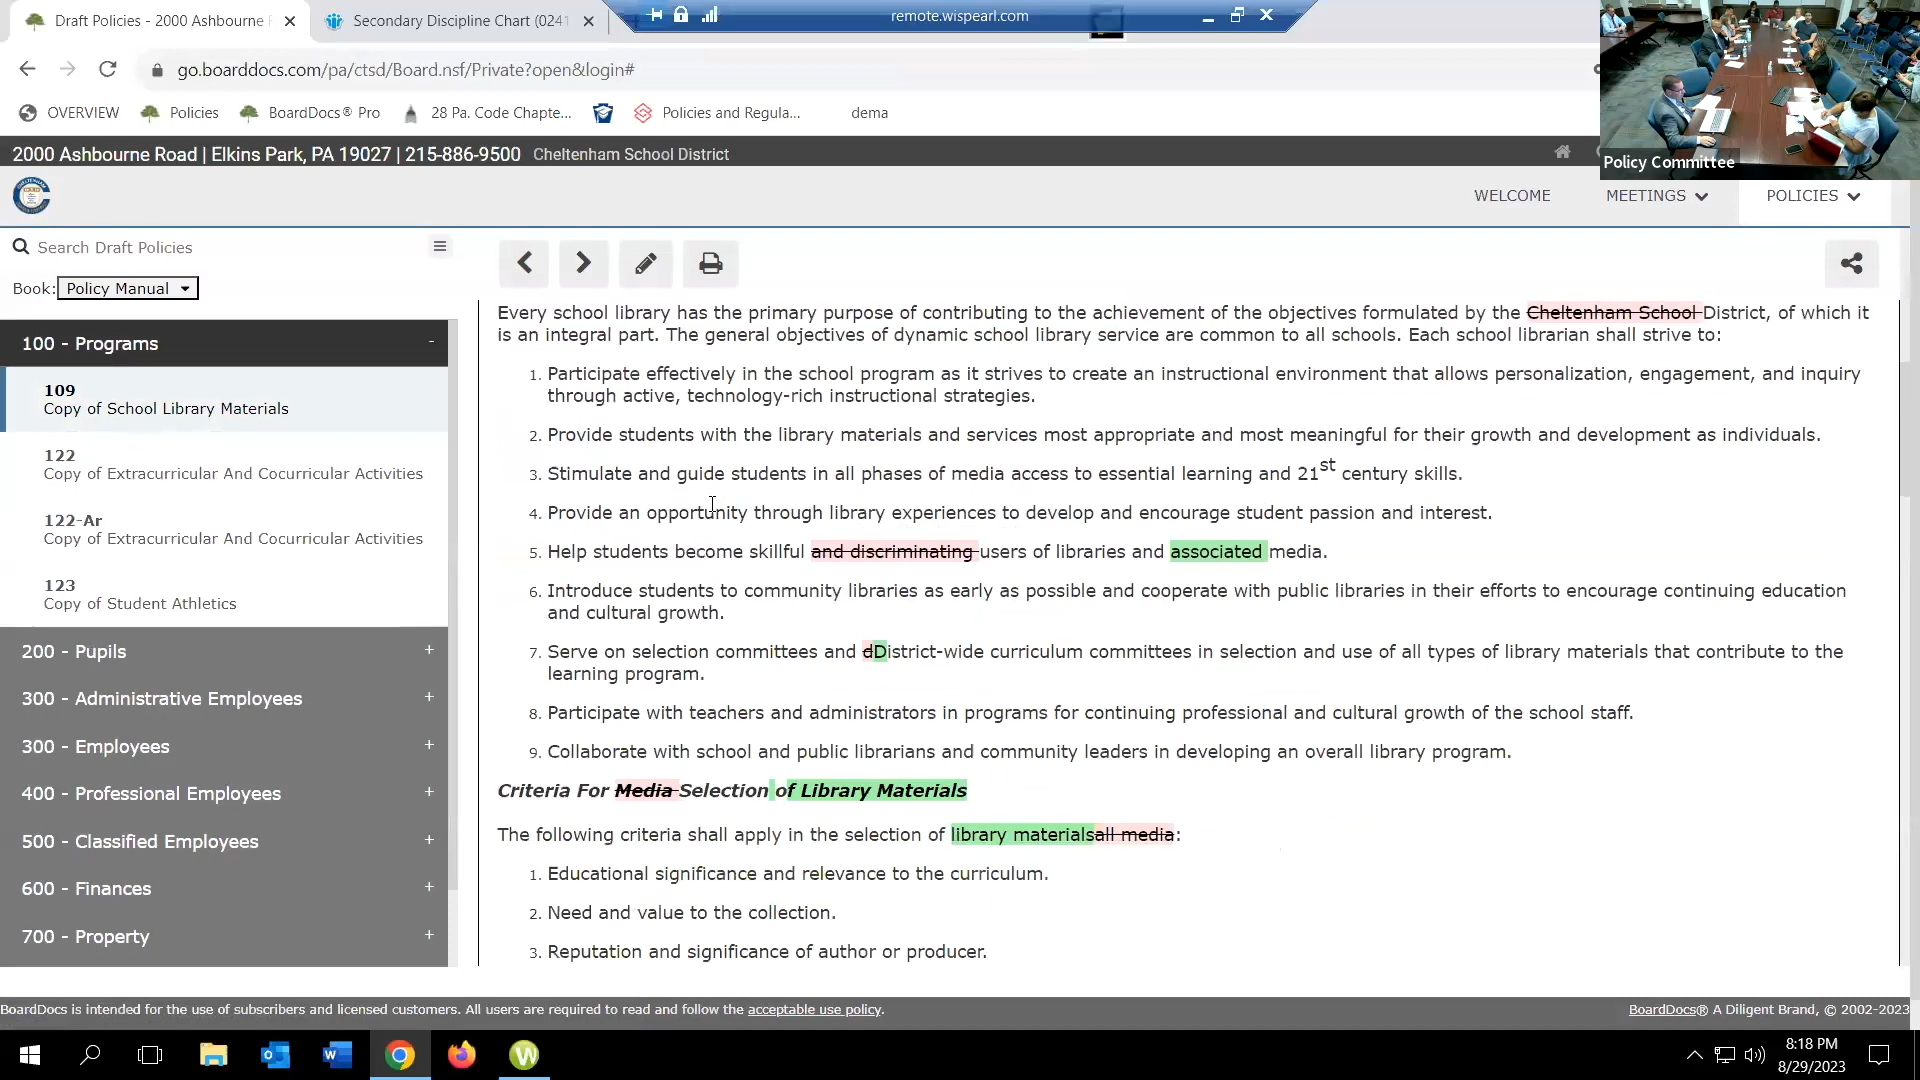 Draft Policies - 2000 Ashbourne
Secondary Discipline Chart (0241
remote.wispearl.com
go.boarddocs.com/pa/ctsd/Board.nsf/Private?open&login#
OVERVIEW Policies BoardDocs® Pro 28 Pa. Code Chapte... Policies and Regula... dema
Policy Committee
2000 Ashbourne Road | Elkins Park, PA 19027 | 215-886-9500 Cheltenham School District
WELCOME MEETINGS POLICIES
Search Draft Policies
Book: Policy Manual
100 - Programs -
109
Copy of School Library Materials
122
Copy of Extracurricular And Cocurricular Activities
122-Ar
Copy of Extracurricular And Cocurricular Activities
123
Copy of Student Athletics
200 - Pupils +
300 - Administrative Employees +
300 - Employees +
400 - Professional Employees +
500 - Classified Employees +
600 - Finances +
700 - Property +
Every school library has the primary purpose of contributing to the achievement of the objectives formulated by the Cheltenham School District, of which it
is an integral part. The general objectives of dynamic school library service are common to all schools. Each school librarian shall strive to:
1. Participate effectively in the school program as it strives to create an instructional environment that allows personalization, engagement, and inquiry
through active, technology-rich instructional strategies.
2. Provide students with the library materials and services most appropriate and most meaningful for their growth and development as individuals.
3. Stimulate and guide students in all phases of media access to essential learning and 21st century skills.
4. Provide an opportunity through library experiences to develop and encourage student passion and interest.
5. Help students become skillful and discriminating users of libraries and associated media.
6. Introduce students to community libraries as early as possible and cooperate with public libraries in their efforts to encourage continuing education
and cultural growth.
7. Serve on selection committees and dDistrict-wide curriculum committees in selection and use of all types of library materials that contribute to the
learning program.
8. Participate with teachers and administrators in programs for continuing professional and cultural growth of the school staff.
9. Collaborate with school and public librarians and community leaders in developing an overall library program.
Criteria For Media Selection of Library Materials
The following criteria shall apply in the selection of library materialsall media:
1. Educational significance and relevance to the curriculum.
2. Need and value to the collection.
3. Reputation and significance of author or producer.
BoardDocs is intended for the use of subscribers and licensed customers. All users are required to read and follow the acceptable use policy.
BoardDocs® A Diligent Brand, © 2002-2023
8:18 PM
8/29/2023